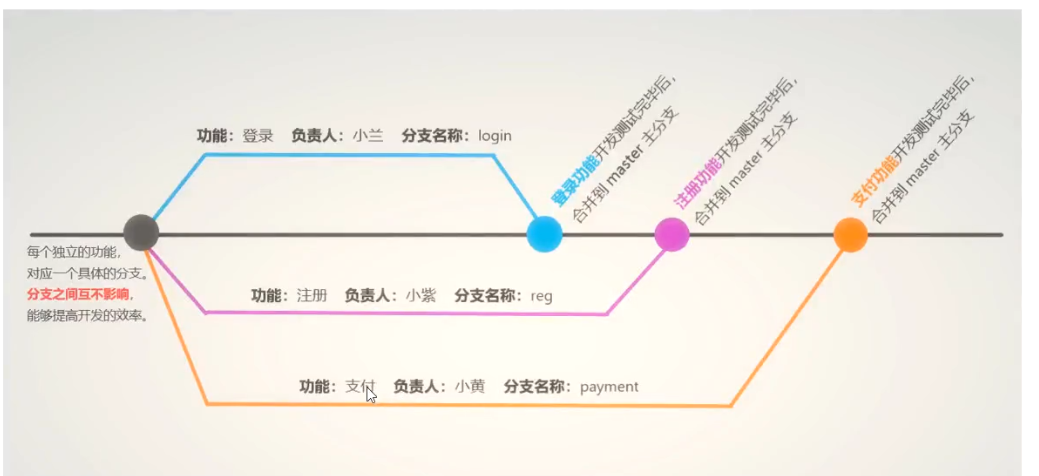 功能：登录 负责人：小兰 分支名称：login
登录功能开发测试完毕后，
合并到 master 主分支
注册功能开发测试完毕后，
合并到 master 主分支
支付功能开发测试完毕后，
合并到 master 主分支
每个独立的功能，
对应一个具体的分支。
分支之间互不影响，
能够提高开发的效率。
功能：注册 负责人：小紫 分支名称：reg
功能：支付 负责人：小黄 分支名称：payment